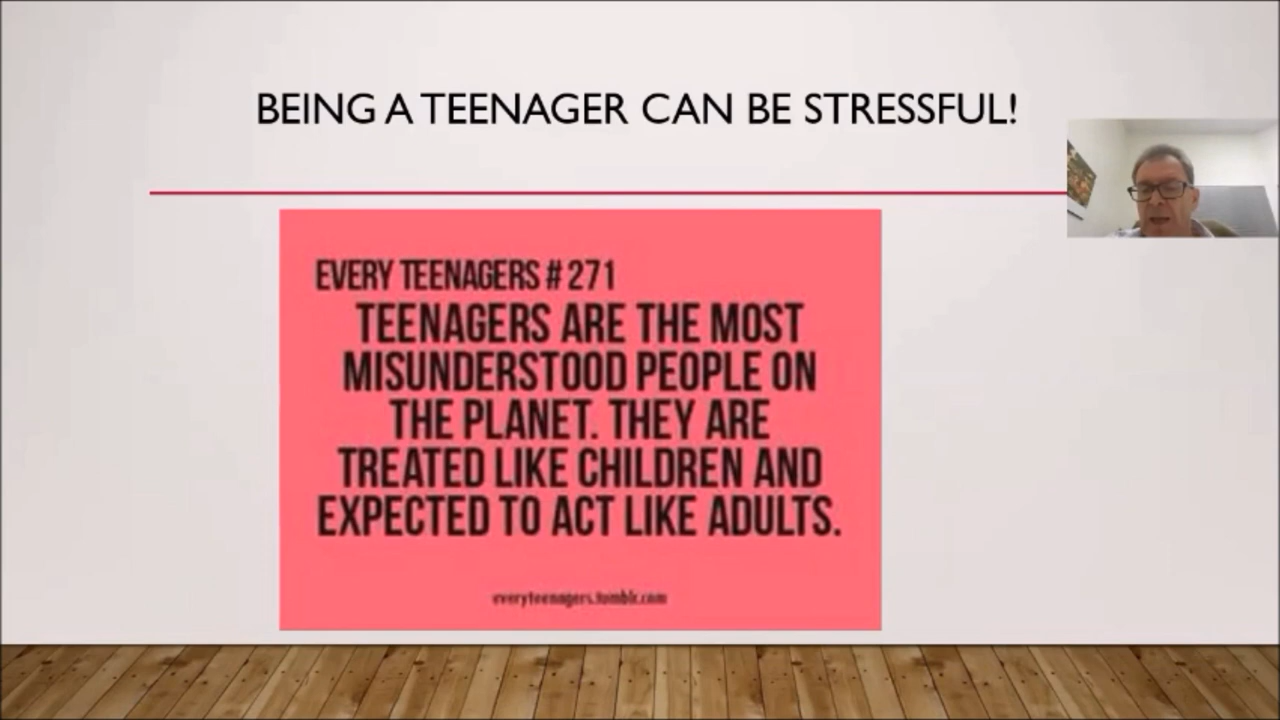 BEING A TEENAGER CAN BE STRESSFUL!
EVERY TEENAGERS # 271
TEENAGERS ARE THE MOST
MISUNDERSTOOD PEOPLE ON
THE PLANET. THEY ARE
TREATED LIKE CHILDREN AND
EXPECTED TO ACT LIKE ADULTS.
everyteenagers.tumblr.com